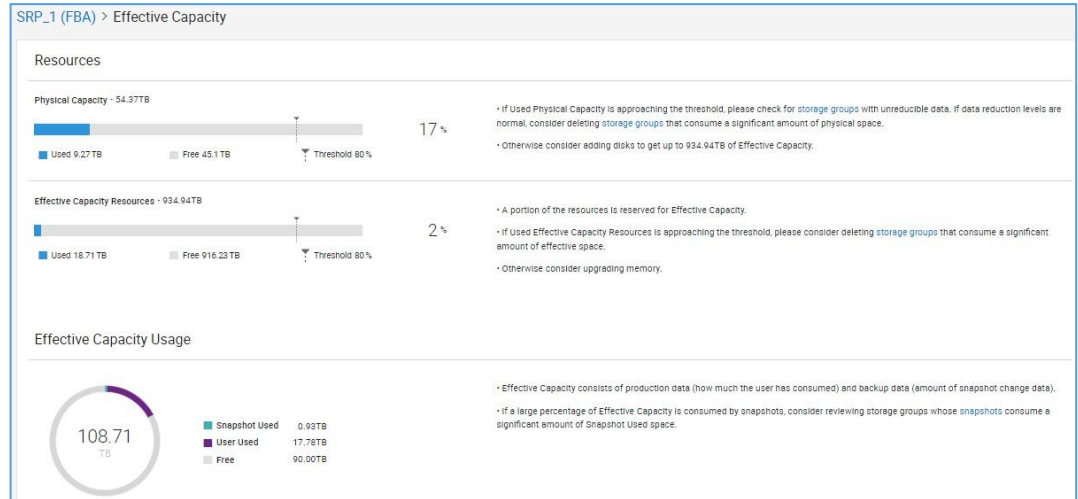 SRP_1 (FBA) > Effective Capacity
Resources
Physical Capacity - 54.37TB
17 %
Used 9.27 TB Free 45.1 TB Threshold 80 %
• If Used Physical Capacity is approaching the threshold, please check for storage groups with unreducible data. If data reduction levels are
normal, consider deleting storage groups that consume a significant amount of physical space.
• Otherwise consider adding disks to get up to 934.94TB of Effective Capacity.
Effective Capacity Resources - 934.94TB
2 %
Used 18.71 TB Free 916.23 TB Threshold 80 %
• A portion of the resources is reserved for Effective Capacity.
• If Used Effective Capacity Resources is approaching the threshold, please consider deleting storage groups that consume a significant
amount of effective space.
• Otherwise consider upgrading memory.
Effective Capacity Usage
108.71
TB
Snapshot Used 0.93TB
User Used 17.78TB
Free 90.00TB
• Effective Capacity consists of production data (how much the user has consumed) and backup data (amount of snapshot change data).
• If a large percentage of Effective Capacity is consumed by snapshots, consider reviewing storage groups whose snapshots consume a
significant amount of Snapshot Used space.